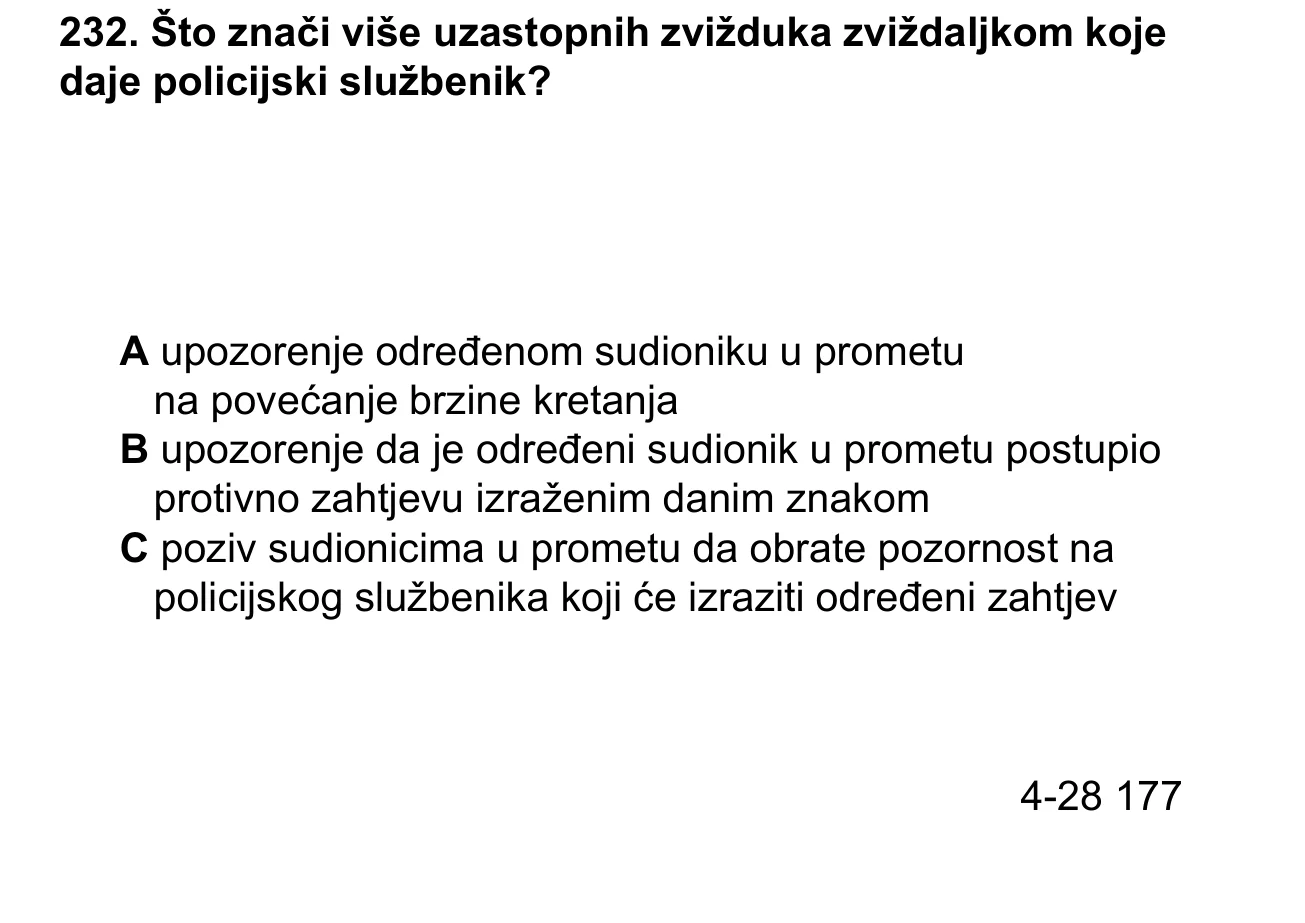 232. Što znači više uzastopnih zvižduka zviždaljkom koje
daje policijski službenik?
A upozorenje određenom sudioniku u prometu
na povećanje brzine kretanja
B upozorenje da je određeni sudionik u prometu postupio
protivno zahtjevu izraženim danim znakom
C poziv sudionicima u prometu da obrate pozornost na
policijskog službenika koji će izraziti određeni zahtjev
4-28 177